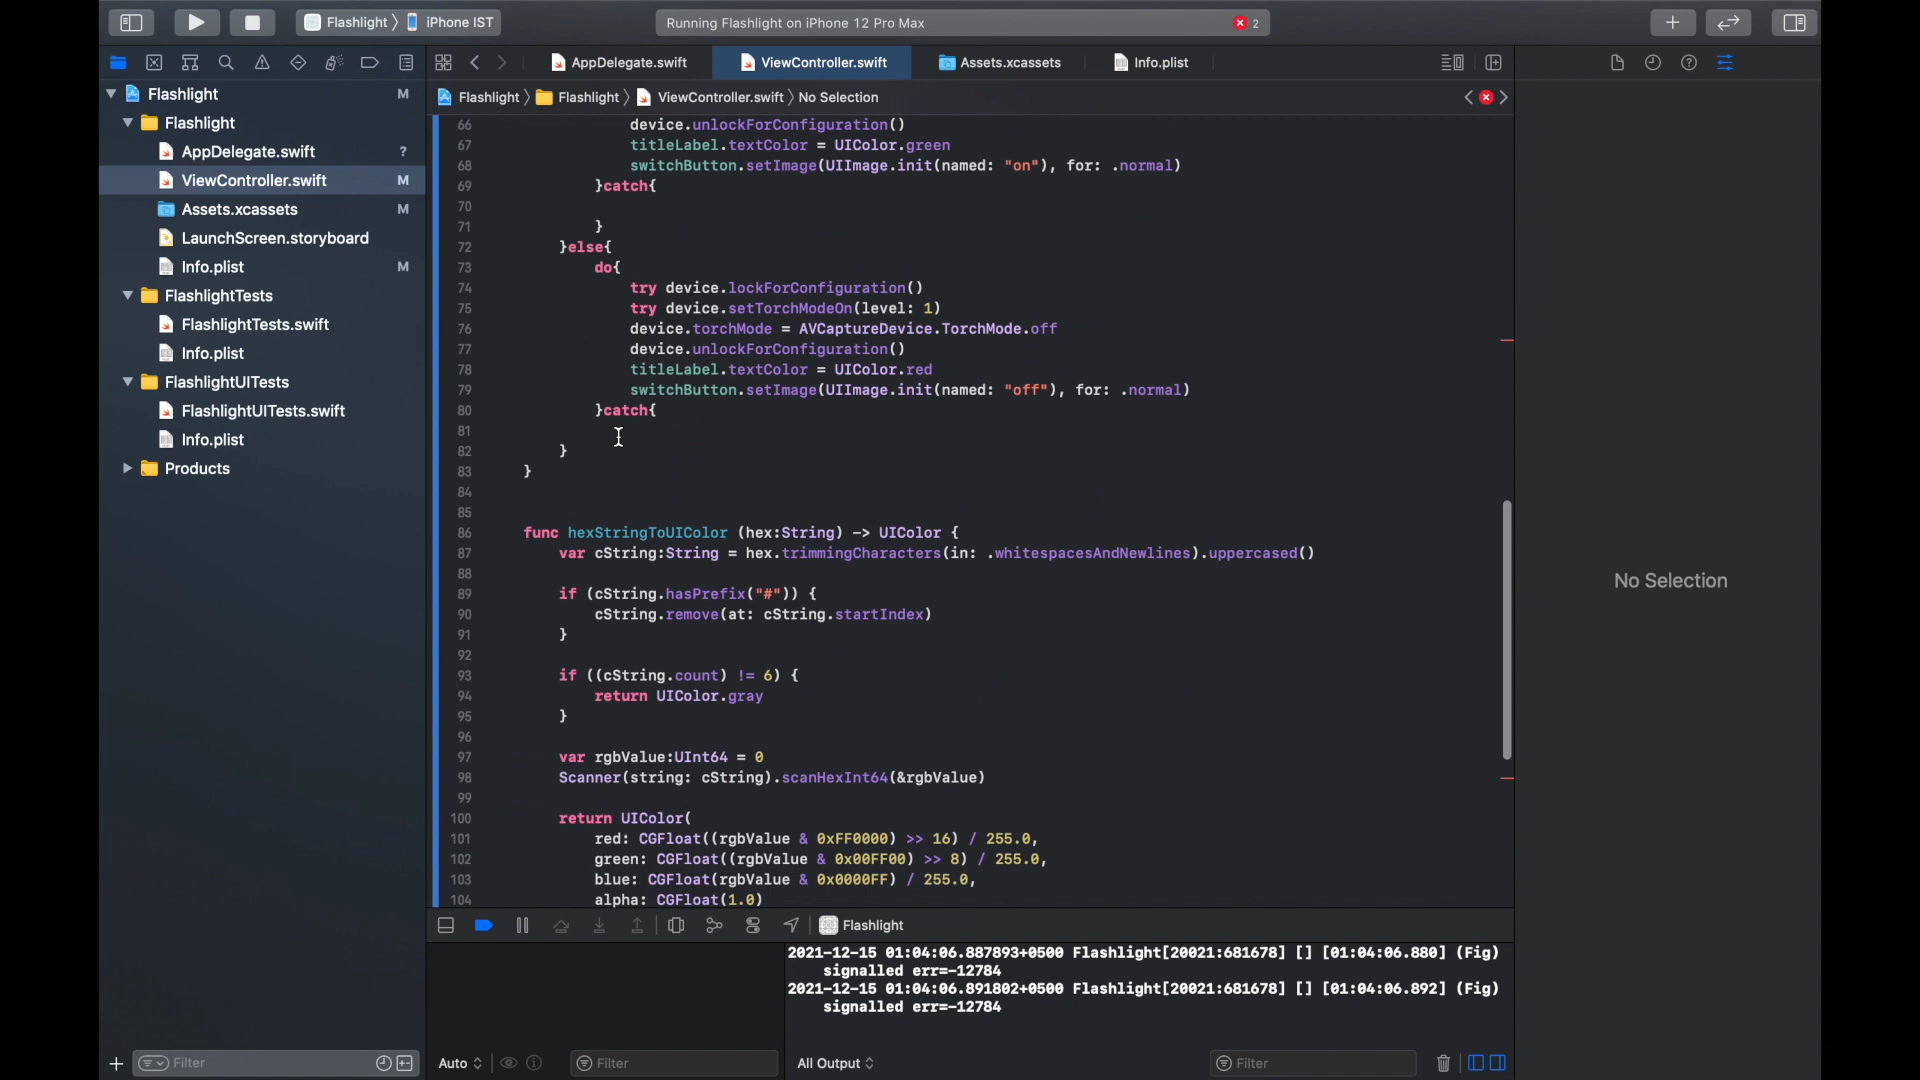 Flashlight 〉 iPhone IST
Running Flashlight on iPhone 12 Pro Max
2
AppDelegate.swift
ViewController.swift
Assets.xcassets
Info.plist
Flashlight 〉 Flashlight 〉 ViewController.swift 〉 No Selection
Flashlight M
Flashlight
AppDelegate.swift ?
ViewController.swift M
Assets.xcassets M
LaunchScreen.storyboard
Info.plist M
FlashlightTests
FlashlightTests.swift
Info.plist
FlashlightUITests
FlashlightUITests.swift
Info.plist
Products
66 device.unlockForConfiguration()
67 titleLabel.textColor = UIColor.green
68 switchButton.setImage(UIImage.init(named: "on"), for: .normal)
69 }catch{
70
71 }
72 }else{
73 do{
74 try device.lockForConfiguration()
75 try device.setTorchModeOn(level: 1)
76 device.torchMode = AVCaptureDevice.TorchMode.off
77 device.unlockForConfiguration()
78 titleLabel.textColor = UIColor.red
79 switchButton.setImage(UIImage.init(named: "off"), for: .normal)
80 }catch{
81
82 }
83 }
84
85
86 func hexStringToUIColor (hex:String) -> UIColor {
87 var cString:String = hex.trimmingCharacters(in: .whitespacesAndNewlines).uppercased()
88
89 if (cString.hasPrefix("#")) {
90 cString.remove(at: cString.startIndex)
91 }
92
93 if ((cString.count) != 6) {
94 return UIColor.gray
95 }
96
97 var rgbValue:UInt64 = 0
98 Scanner(string: cString).scanHexInt64(&rgbValue)
99
100 return UIColor(
101 red: CGFloat((rgbValue & 0xFF0000) >> 16) / 255.0,
102 green: CGFloat((rgbValue & 0x00FF00) >> 8) / 255.0,
103 blue: CGFloat(rgbValue & 0x0000FF) / 255.0,
104 alpha: CGFloat(1.0)
No Selection
Flashlight
2021-12-15 01:04:06.887893+0500 Flashlight[20021:681678] [] [01:04:06.880] (Fig)
signalled err=-12784
2021-12-15 01:04:06.891802+0500 Flashlight[20021:681678] [] [01:04:06.892] (Fig)
signalled err=-12784
Filter
Auto
Filter
All Output
Filter